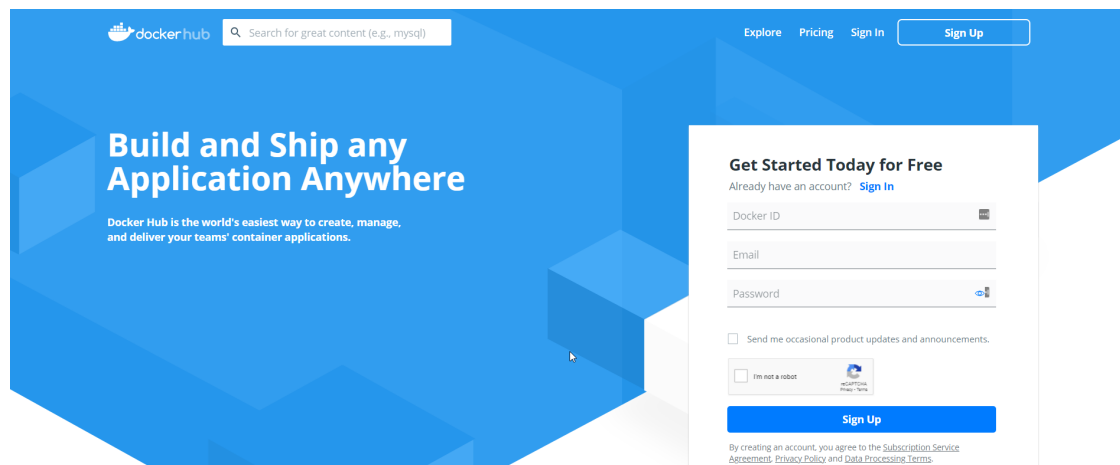 dockerhub
Search for great content (e.g., mysql)
Explore Pricing Sign In Sign Up
Build and Ship any
Application Anywhere
Docker Hub is the world's easiest way to create, manage,
and deliver your teams' container applications.
Get Started Today for Free
Already have an account? Sign In
Docker ID
Email
Password
Send me occasional product updates and announcements.
I'm not a robot
reCAPTCHA
Privacy - Terms
Sign Up
By creating an account, you agree to the Subscription Service
Agreement, Privacy Policy and Data Processing Terms.